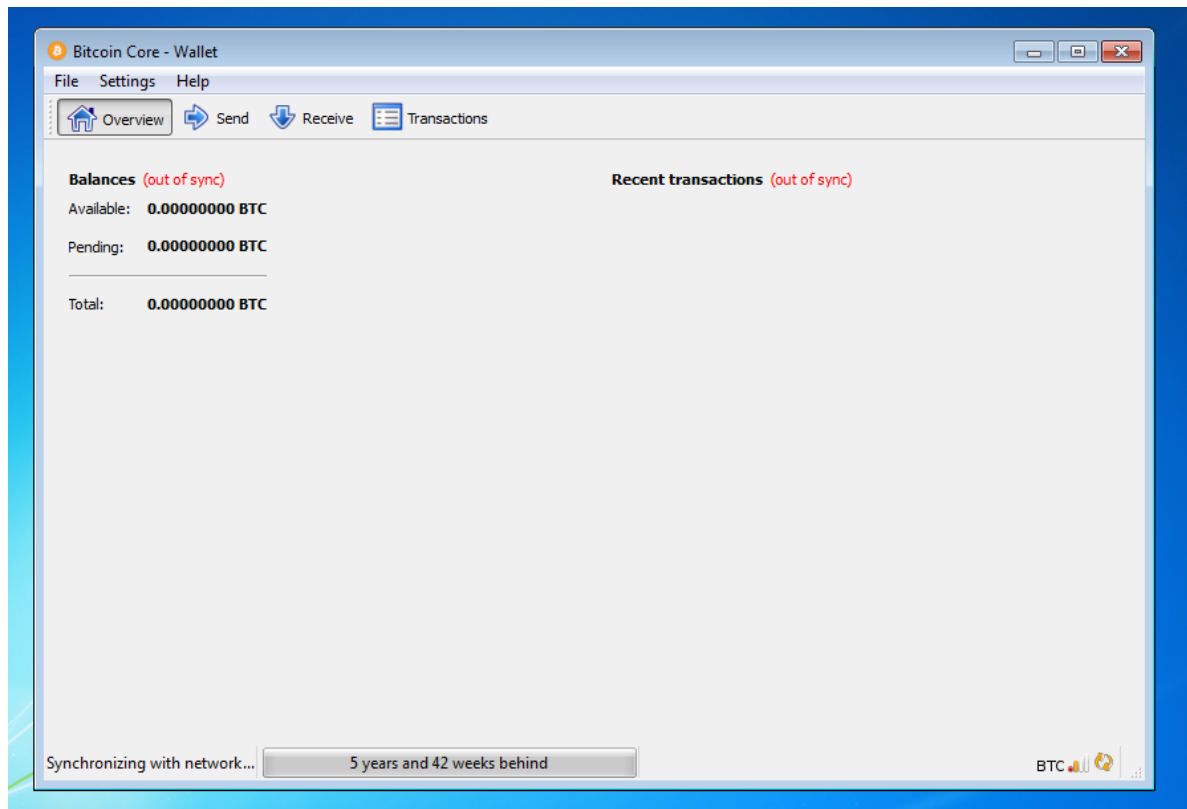 Bitcoin Core - Wallet
File Settings Help
Overview Send Receive Transactions
Balances (out of sync)
Available: 0.00000000 BTC
Pending: 0.00000000 BTC
Total: 0.00000000 BTC
Recent transactions (out of sync)
Synchronizing with network... 5 years and 42 weeks behind BTC